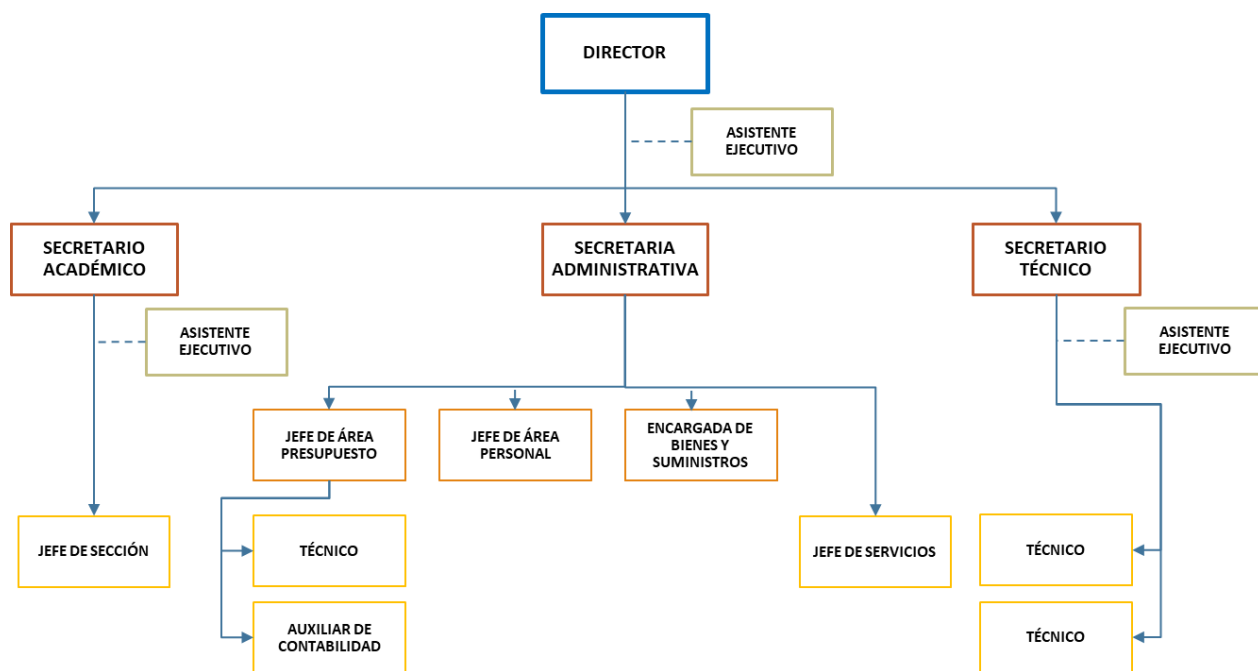 DIRECTOR
ASISTENTE
EJECUTIVO
SECRETARIO
ACADÉMICO
SECRETARIA
ADMINISTRATIVA
SECRETARIO
TÉCNICO
ASISTENTE
EJECUTIVO
ASISTENTE
EJECUTIVO
JEFE DE ÁREA
PRESUPUESTO
JEFE DE ÁREA
PERSONAL
ENCARGADA DE
BIENES Y
SUMINISTROS
JEFE DE SECCIÓN
TÉCNICO
JEFE DE SERVICIOS
TÉCNICO
AUXILIAR DE
CONTABILIDAD
TÉCNICO